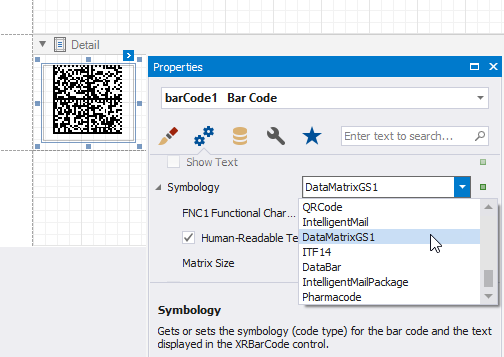 Detail
Properties
barCode1 Bar Code
Enter text to search...
Show Text
Symbology
DataMatrixGS1
QRCode
FNC1 Functional Char...
IntelligentMail
Human-Readable Te
DataMatrixGS1
ITF14
Matrix Size
DataBar
IntelligentMailPackage
Pharmacode
Symbology
Gets or sets the symbology (code type) for the bar code and the text
displayed in the XRBarCode control.